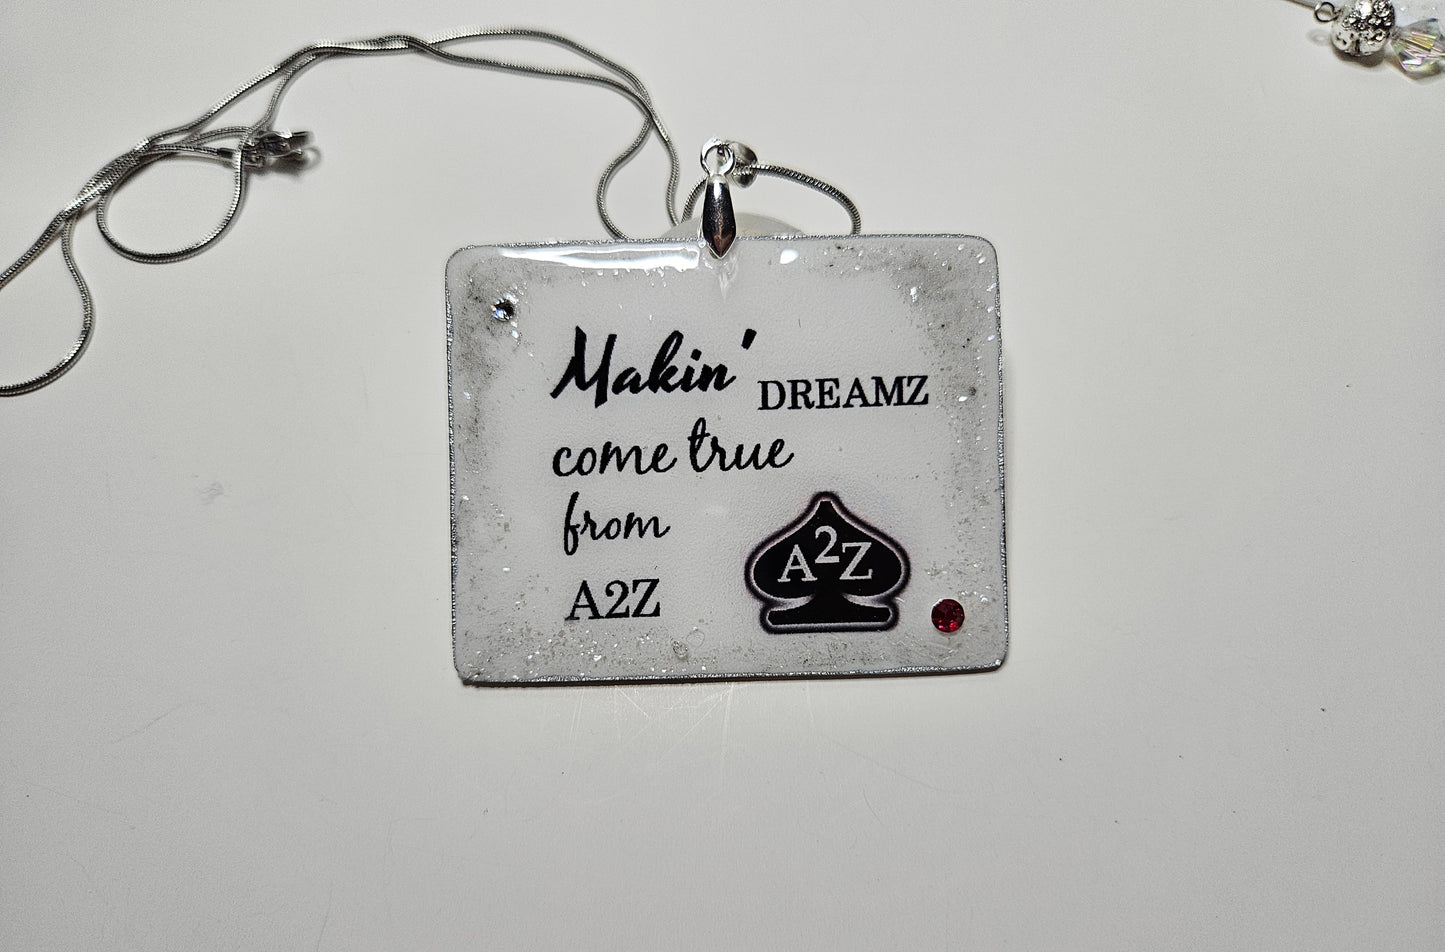 Makin' DREAMZ
come true
from
A2Z
A2Z